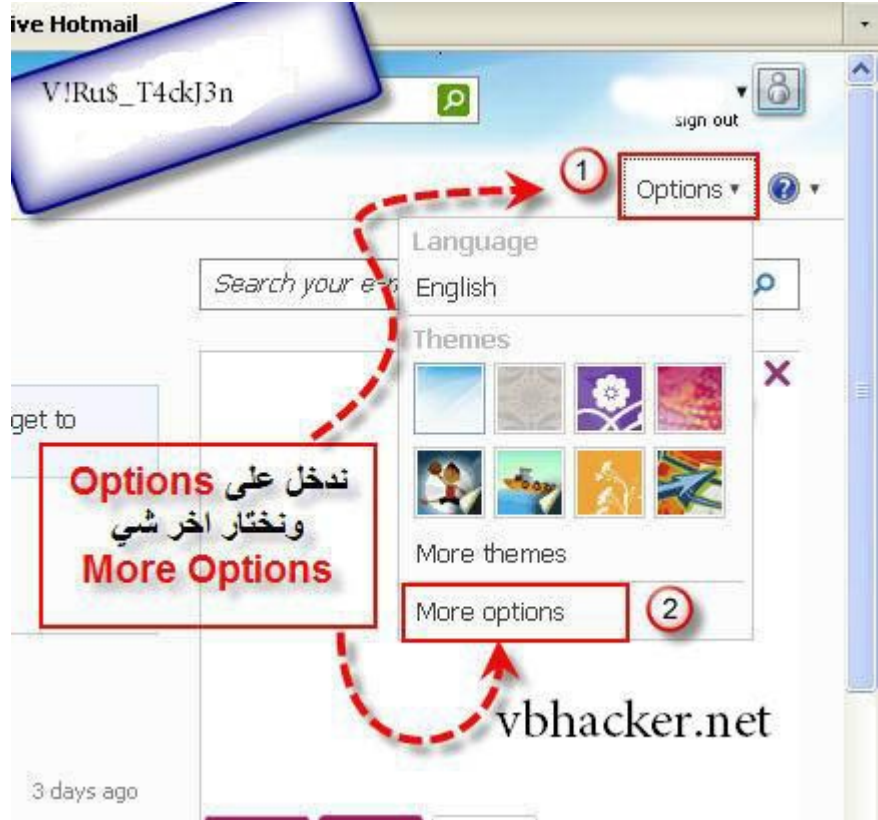 ive Hotmail
V!Ru$_T4ckJ3n
sign out
1
Options
Language
Search your e-m
English
Themes
get to
ندخل على Options
ونختار اخر شي
More Options
More themes
More options
2
vbhacker.net
3 days ago